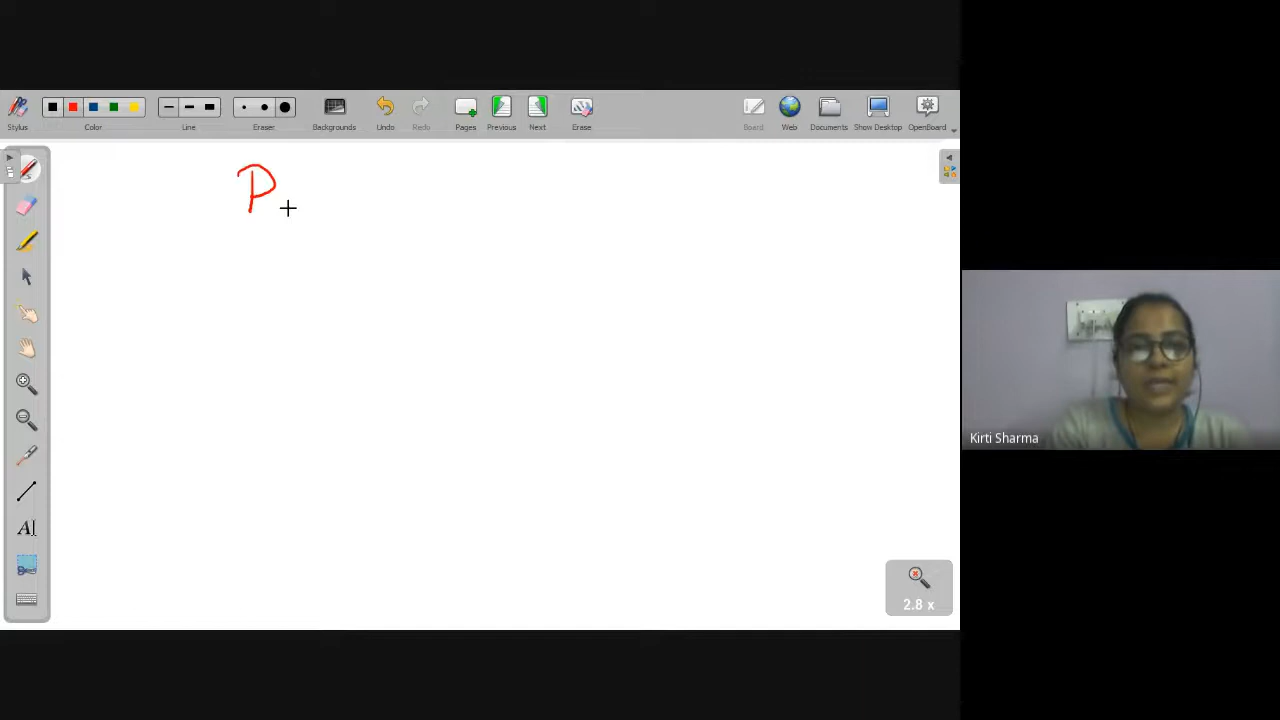 Stylus
Color
Line
Eraser
Backgrounds
Undo
Redo
Pages
Previous
Next
Erase
Board
Web
Documents
Show Desktop
OpenBoard
P
A
2.8 x
Kirti Sharma